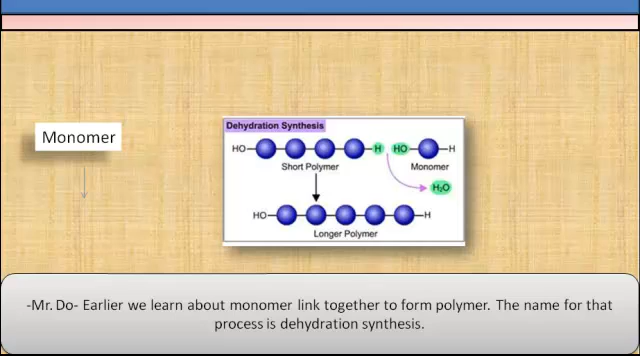 Monomer
Dehydration Synthesis
HO H HO H
Short Polymer Monomer
H₂O
HO H
Longer Polymer
-Mr. Do- Earlier we learn about monomer link together to form polymer. The name for that
process is dehydration synthesis.